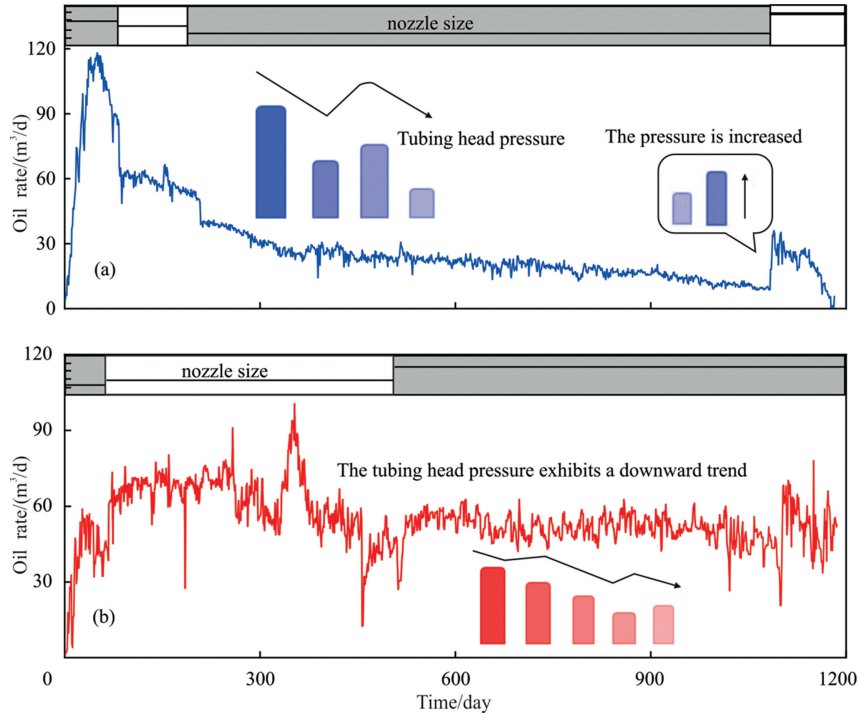 nozzle size
120
90
60
30
0
Oil rate/(m³/d)
Tubing head pressure
The pressure is increased
(a)
300
600
900
1200
120
90
60
30
0
Oil rate/(m³/d)
nozzle size
The tubing head pressure exhibits a downward trend
(b)
300
600
900
1200
Time/day